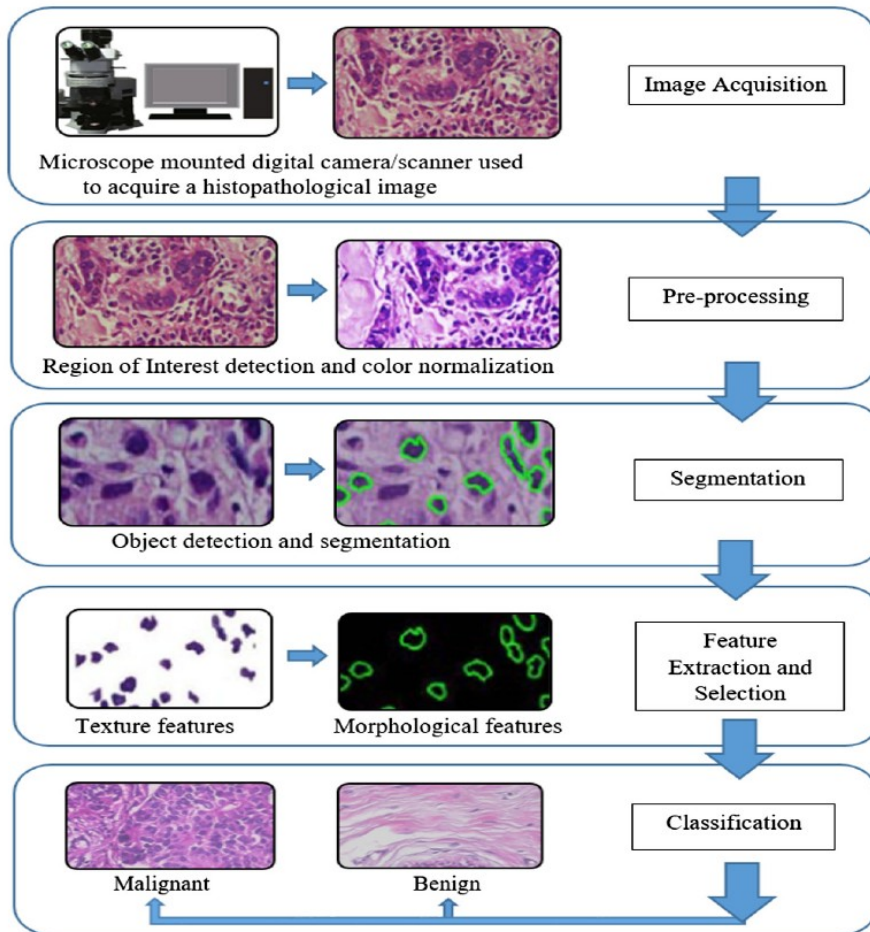 Image Acquisition
Microscope mounted digital camera/scanner used
to acquire a histopathological image
Pre-processing
Region of Interest detection and color normalization
Segmentation
Object detection and segmentation
Feature
Extraction and
Selection
Texture features
Morphological features
Classification
Malignant
Benign